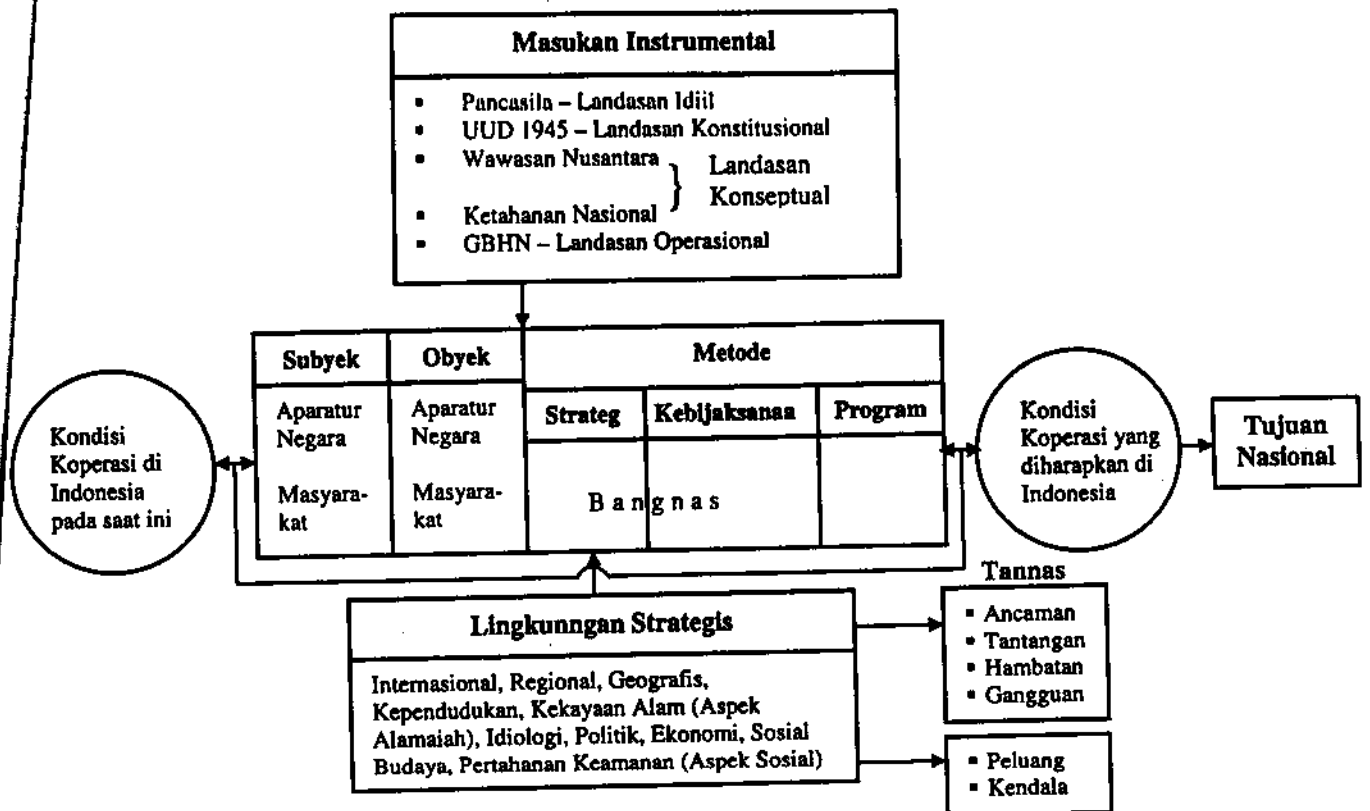 Masukan Instrumental
▪ Pancasila – Landasan Idiil
▪ UUD 1945 – Landasan Konstitusional
▪ Wawasan Nusantara
▪ Ketahanan Nasional
} Landasan
Konseptual
▪ GBHN – Landasan Operasional
Subyek
Obyek
Metode
Aparatur
Negara
Masyara-
kat
Aparatur
Negara
Masyara-
kat
Strateg
Kebijaksanaa
Program
B a n g n a s
Kondisi
Koperasi di
Indonesia
pada saat ini
Kondisi
Koperasi yang
diharapkan di
Indonesia
Tujuan
Nasional
Lingkunngan Strategis
Internasional, Regional, Geografis,
Kependudukan, Kekayaan Alam (Aspek
Alamaiah), Idiologi, Politik, Ekonomi, Sosial
Budaya, Pertahanan Keamanan (Aspek Sosial)
Tannas
▪ Ancaman
▪ Tantangan
▪ Hambatan
▪ Gangguan
▪ Peluang
▪ Kendala